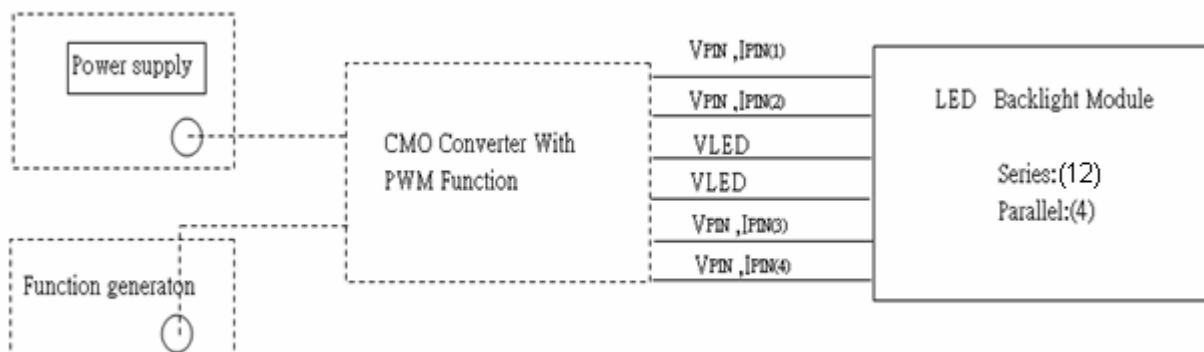 Power supply
CMO Converter With
PWM Function
Function generaton
VPIN ,IPIN(1)
VPIN ,IPIN(2)
VLED
VLED
VPIN ,IPIN(3)
VPIN ,IPIN(4)
LED Backlight Module
Series:(12)
Parallel:(4)